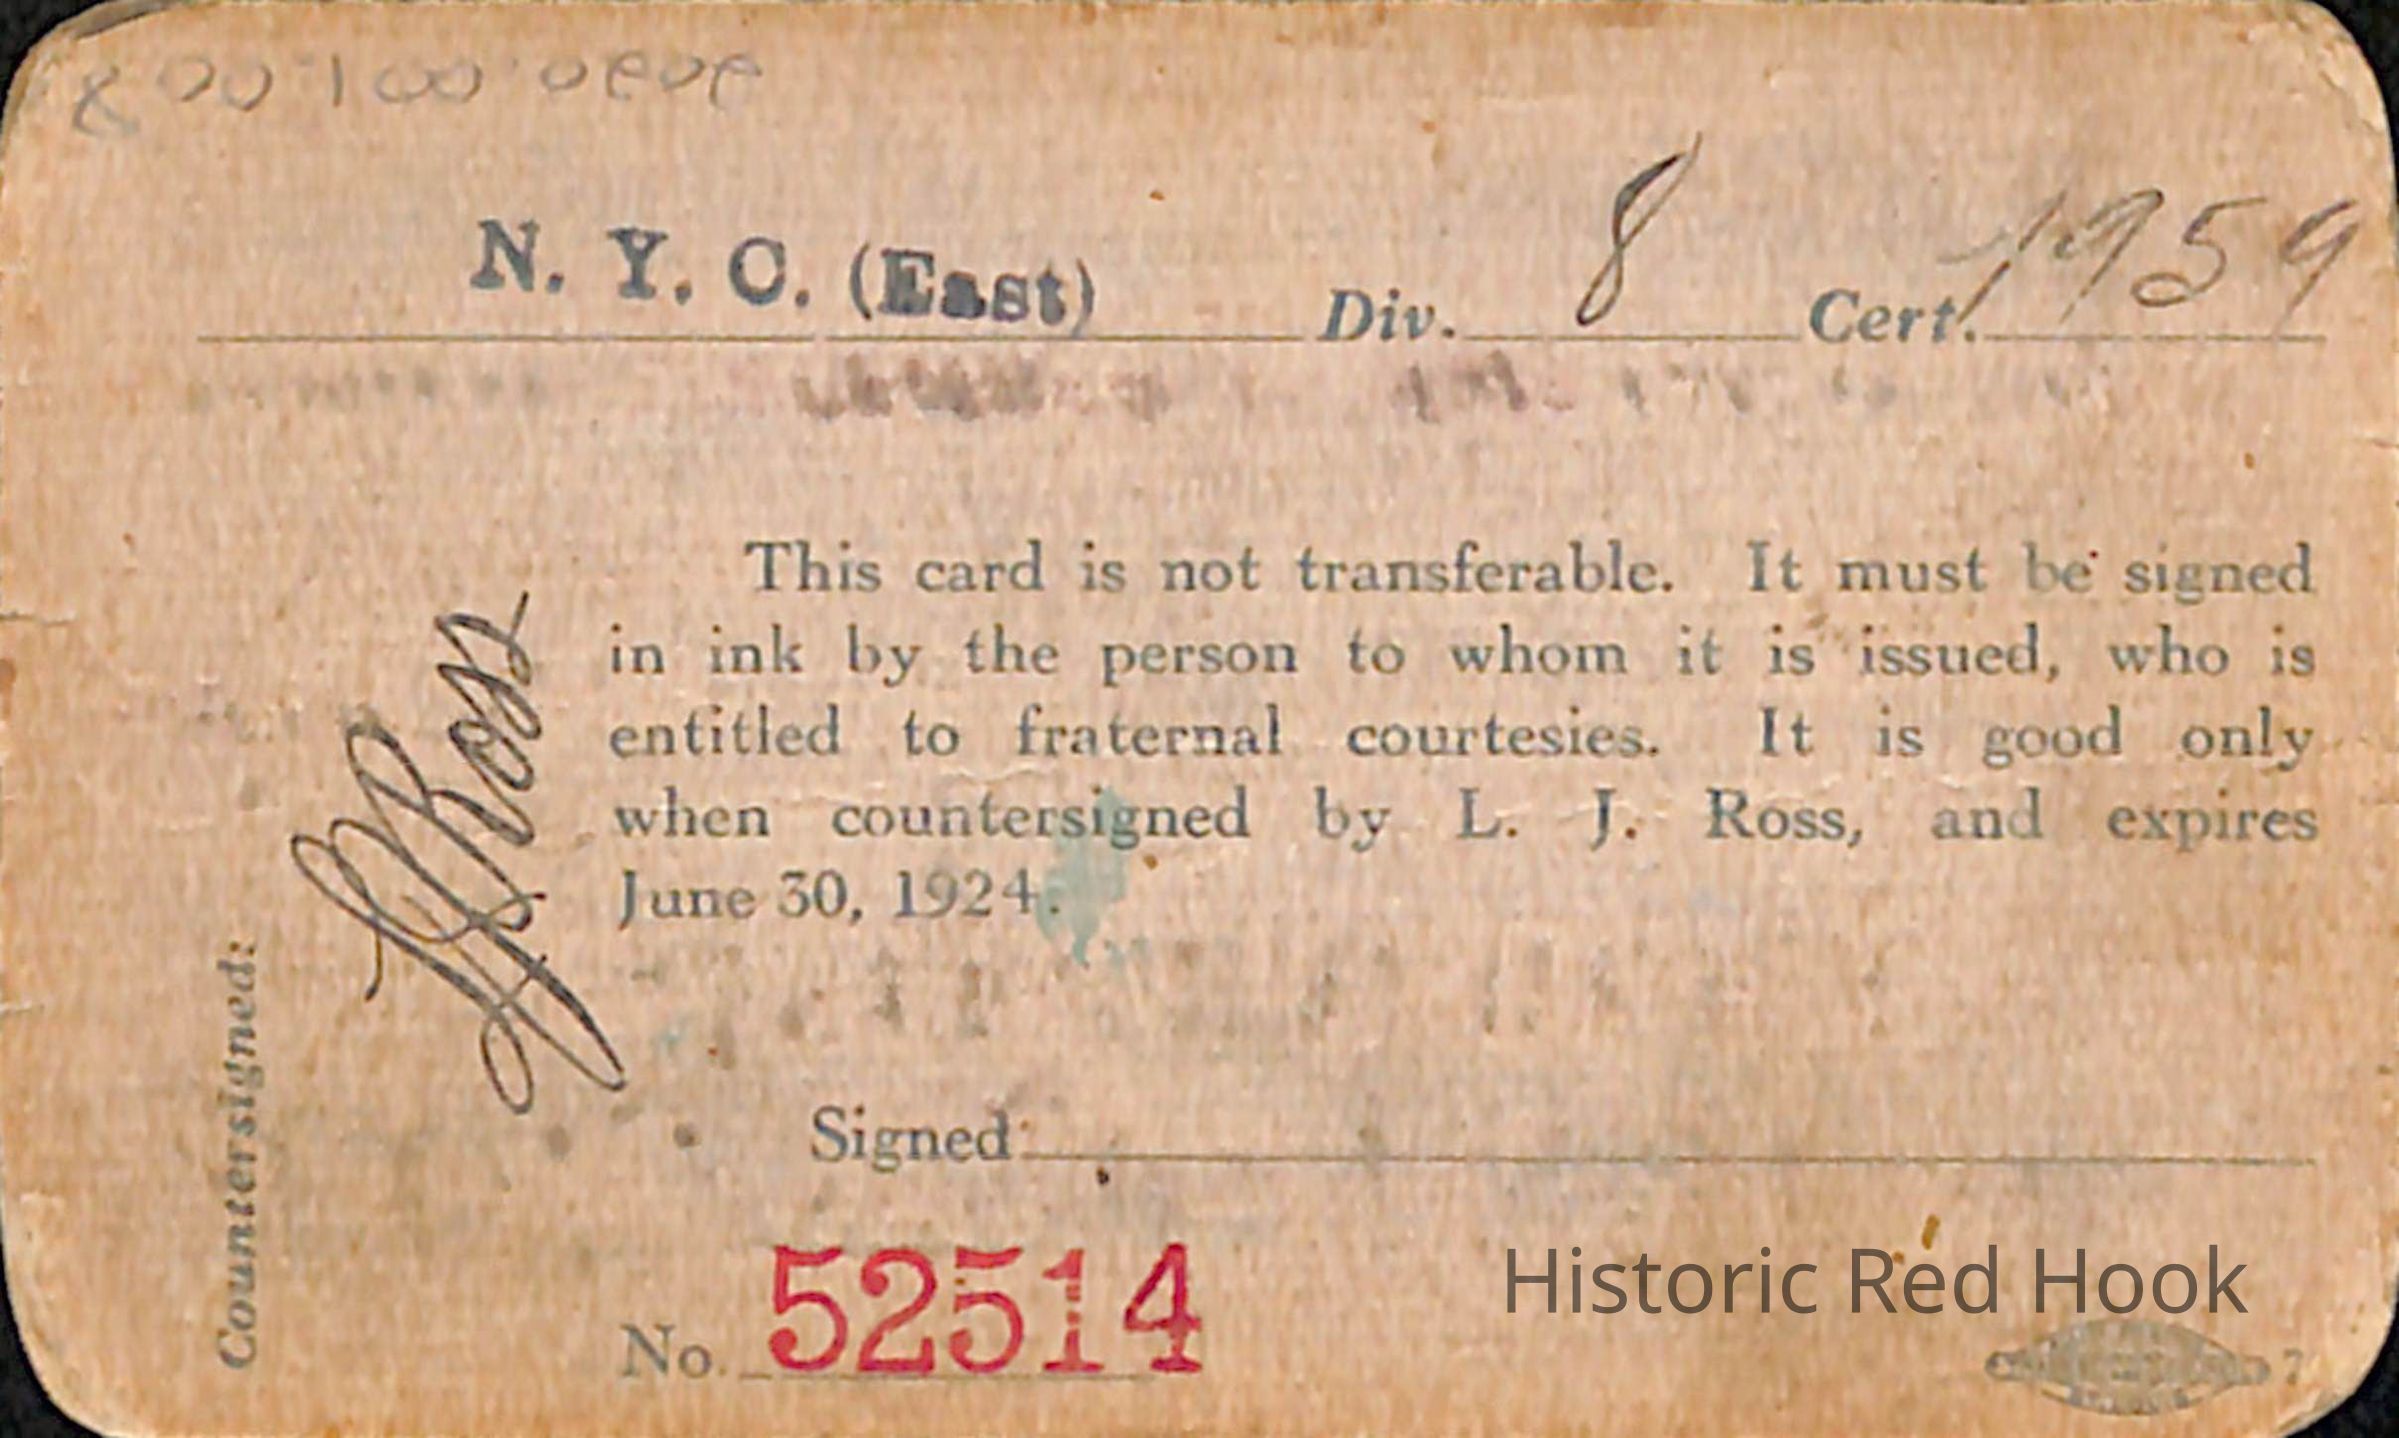 N. Y. C. (East) Div. 8 Cert. 1959
This card is not transferable. It must be signed
in ink by the person to whom it is issued, who is
entitled to fraternal courtesies. It is good only
when countersigned by L. J. Ross, and expires
June 30, 1924.
Countersigned:
L J Ross
Signed
No. 52514
Historic Red Hook
7